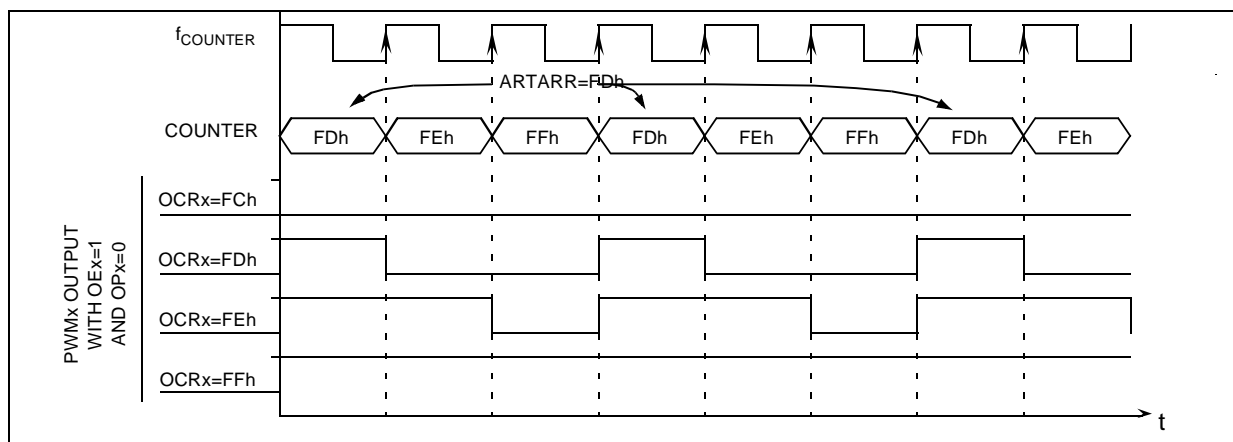 fCOUNTER
ARTARR=FDh
COUNTER
FDh FEh FFh FDh FEh FFh FDh FEh
PWMx OUTPUT
WITH OEx=1
AND OPx=0
OCRx=FCh
OCRx=FDh
OCRx=FEh
OCRx=FFh
t